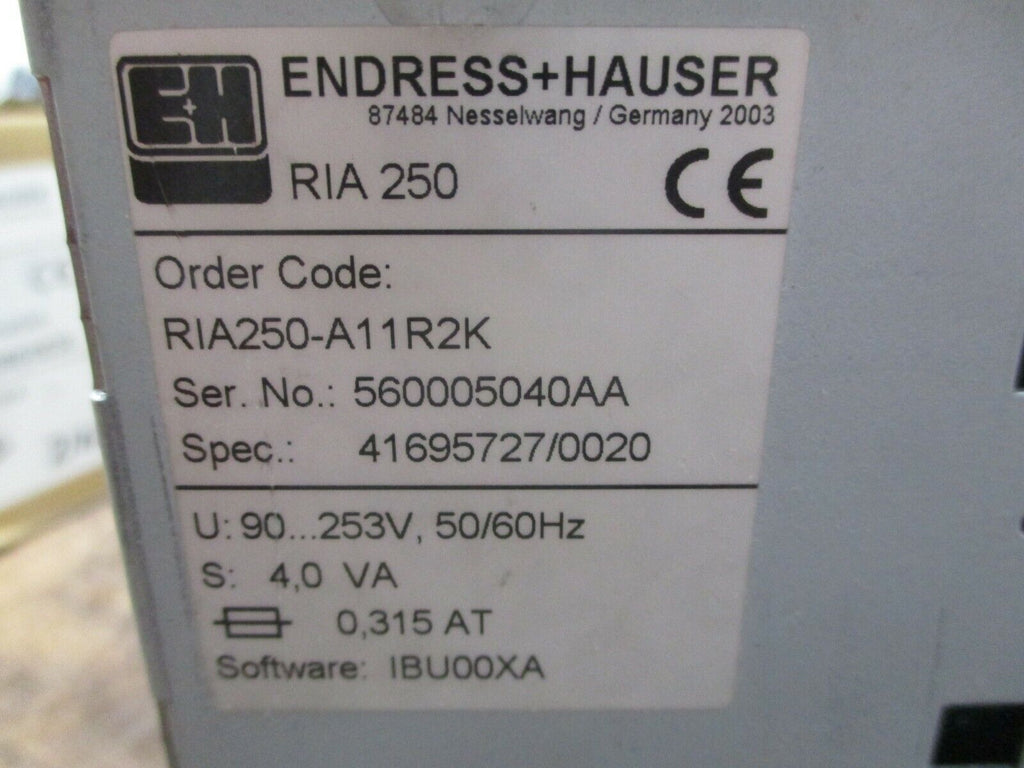 E+H
ENDRESS+HAUSER
87484 Nesselwang / Germany 2003
RIA 250
CE
Order Code:
RIA250-A11R2K
Ser. No.: 560005040AA
Spec.: 41695727/0020
U: 90...253V, 50/60Hz
S: 4,0 VA
0,315 AT
Software: IBU00XA